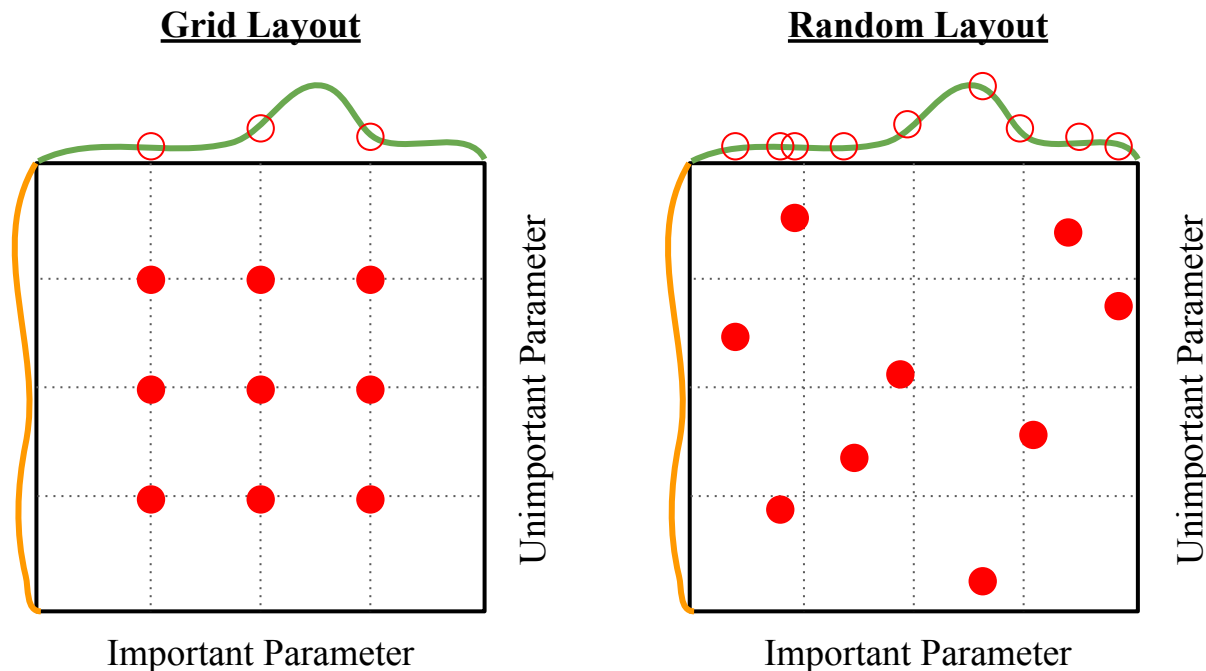 Grid Layout
Unimportant Parameter
Important Parameter
Random Layout
Unimportant Parameter
Important Parameter